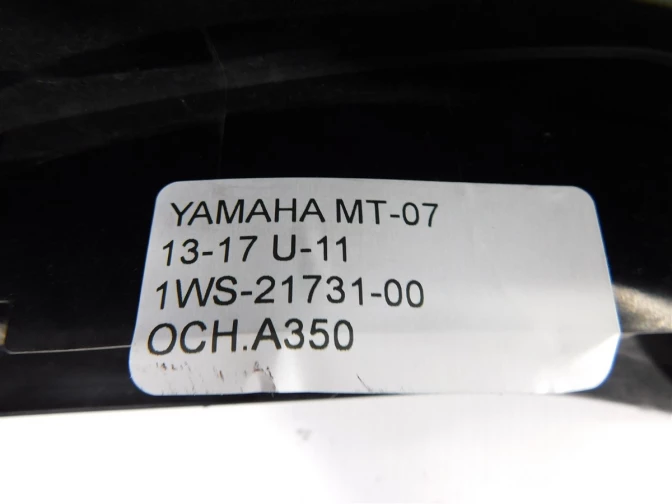 YAMAHA MT-07
13-17 U-11
1WS-21731-00
OCH.A350